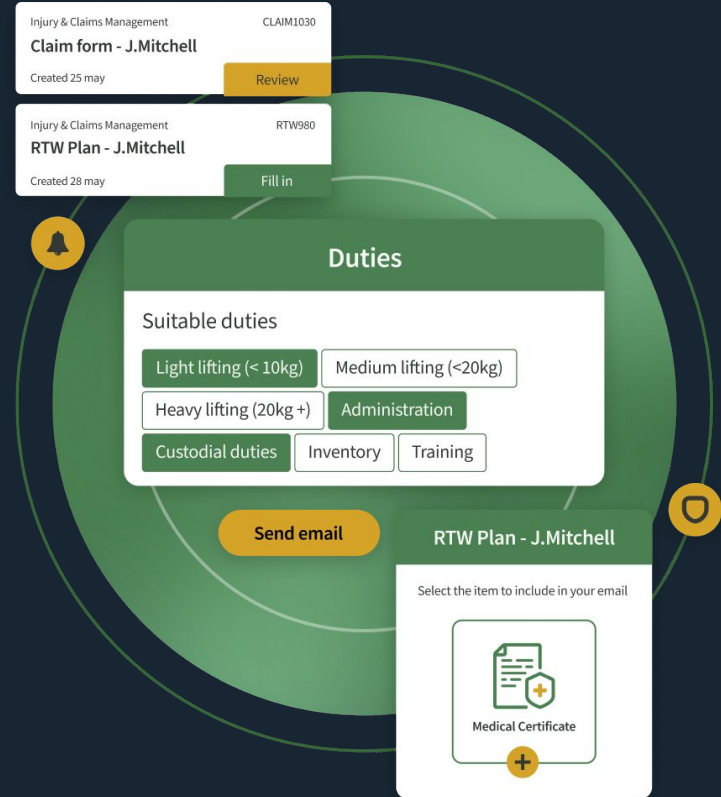 Injury & Claims Management CLAIM1030
Claim form - J.Mitchell
Created 25 may Review
Injury & Claims Management RTW980
RTW Plan - J.Mitchell
Created 28 may Fill in
Duties
Suitable duties
Light lifting (< 10kg) Medium lifting (<20kg)
Heavy lifting (20kg +) Administration
Custodial duties Inventory Training
Send email
RTW Plan - J.Mitchell
Select the item to include in your email
Medical Certificate